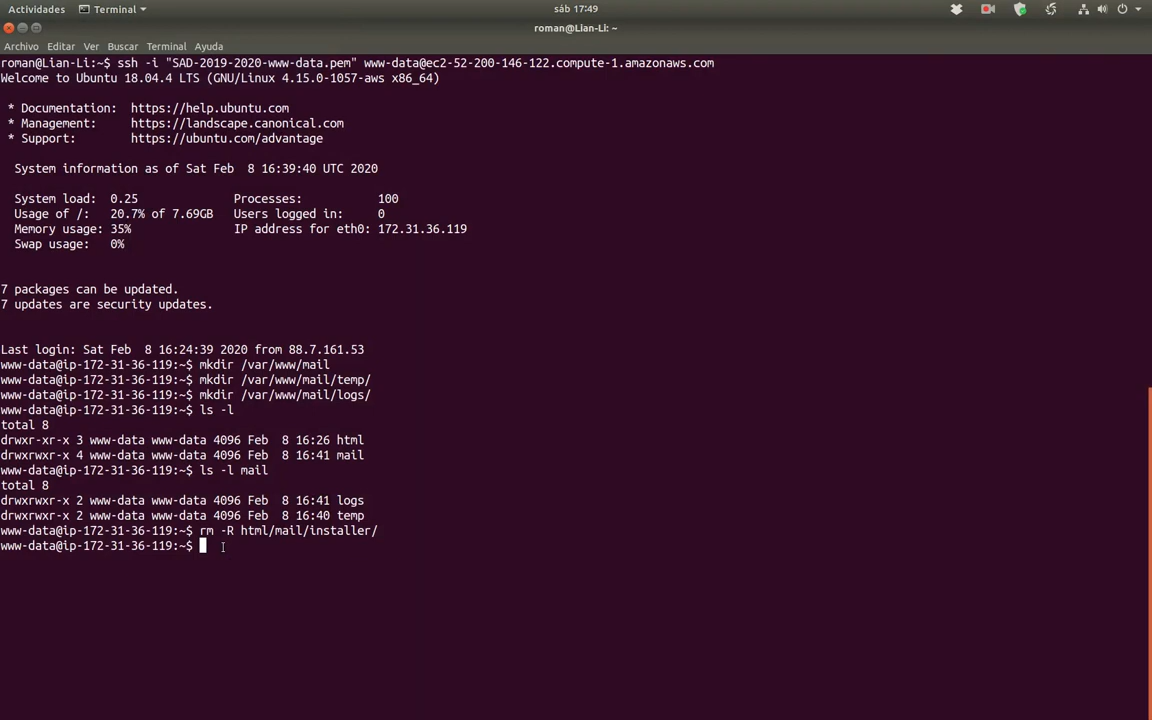 Actividades Terminal sáb 17:49
roman@Lian-Li: ~
Archivo Editar Ver Buscar Terminal Ayuda
roman@Lian-Li:~$ ssh -i "SAD-2019-2020-www-data.pem" www-data@ec2-52-200-146-122.compute-1.amazonaws.com
Welcome to Ubuntu 18.04.4 LTS (GNU/Linux 4.15.0-1057-aws x86_64)
* Documentation: https://help.ubuntu.com
* Management: https://landscape.canonical.com
* Support: https://ubuntu.com/advantage
System information as of Sat Feb 8 16:39:40 UTC 2020
System load: 0.25 Processes: 100
Usage of /: 20.7% of 7.69GB Users logged in: 0
Memory usage: 35% IP address for eth0: 172.31.36.119
Swap usage: 0%
7 packages can be updated.
7 updates are security updates.
Last login: Sat Feb 8 16:24:39 2020 from 88.7.161.53
www-data@ip-172-31-36-119:~$ mkdir /var/www/mail
www-data@ip-172-31-36-119:~$ mkdir /var/www/mail/temp/
www-data@ip-172-31-36-119:~$ mkdir /var/www/mail/logs/
www-data@ip-172-31-36-119:~$ ls -l
total 8
drwxr-xr-x 3 www-data www-data 4096 Feb 8 16:26 html
drwxrwxr-x 4 www-data www-data 4096 Feb 8 16:41 mail
www-data@ip-172-31-36-119:~$ ls -l mail
total 8
drwxrwxr-x 2 www-data www-data 4096 Feb 8 16:41 logs
drwxrwxr-x 2 www-data www-data 4096 Feb 8 16:40 temp
www-data@ip-172-31-36-119:~$ rm -R html/mail/installer/
www-data@ip-172-31-36-119:~$